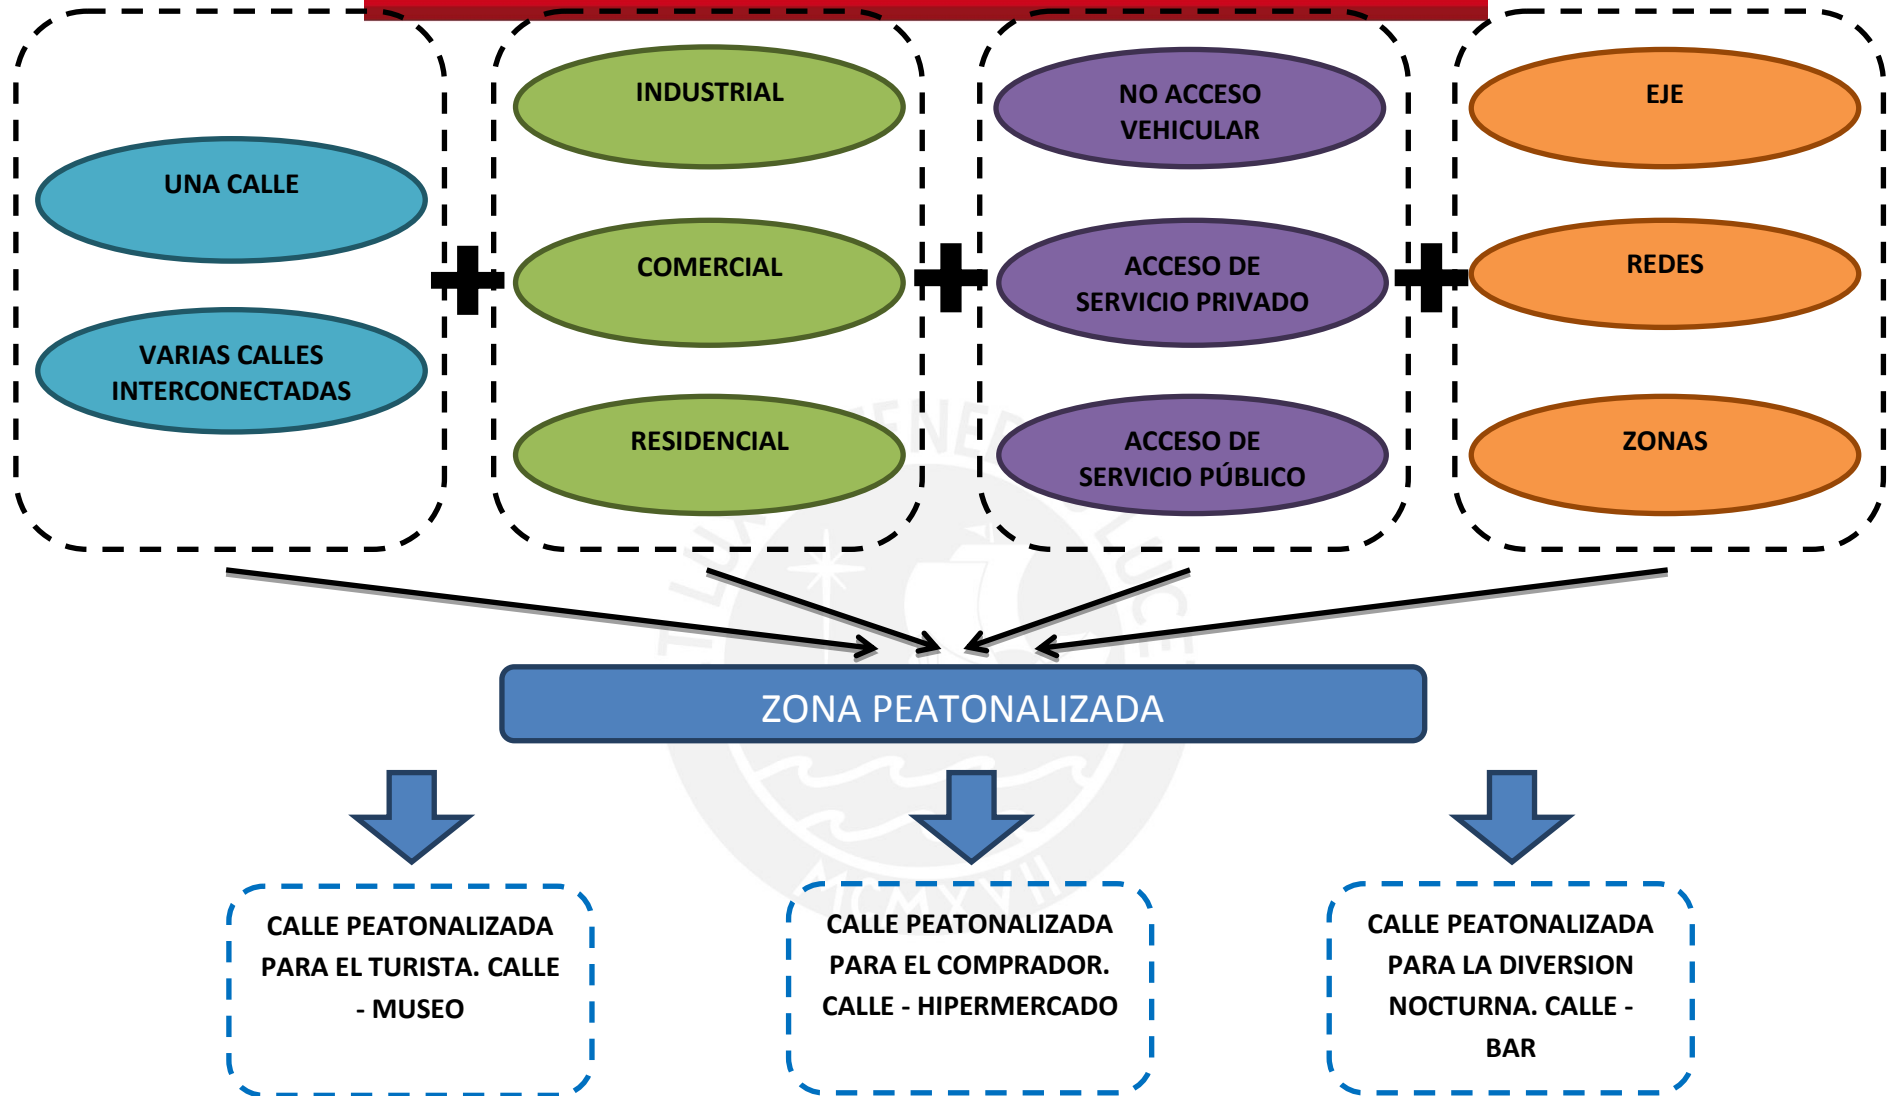 UNA CALLE
VARIAS CALLES
INTERCONECTADAS
INDUSTRIAL
COMERCIAL
RESIDENCIAL
NO ACCESO
VEHICULAR
ACCESO DE
SERVICIO PRIVADO
ACCESO DE
SERVICIO PÚBLICO
EJE
REDES
ZONAS
ZONA PEATONALIZADA
CALLE PEATONALIZADA
PARA EL TURISTA. CALLE
- MUSEO
CALLE PEATONALIZADA
PARA EL COMPRADOR.
CALLE - HIPERMERCADO
CALLE PEATONALIZADA
PARA LA DIVERSION
NOCTURNA. CALLE -
BAR
MCMXVII